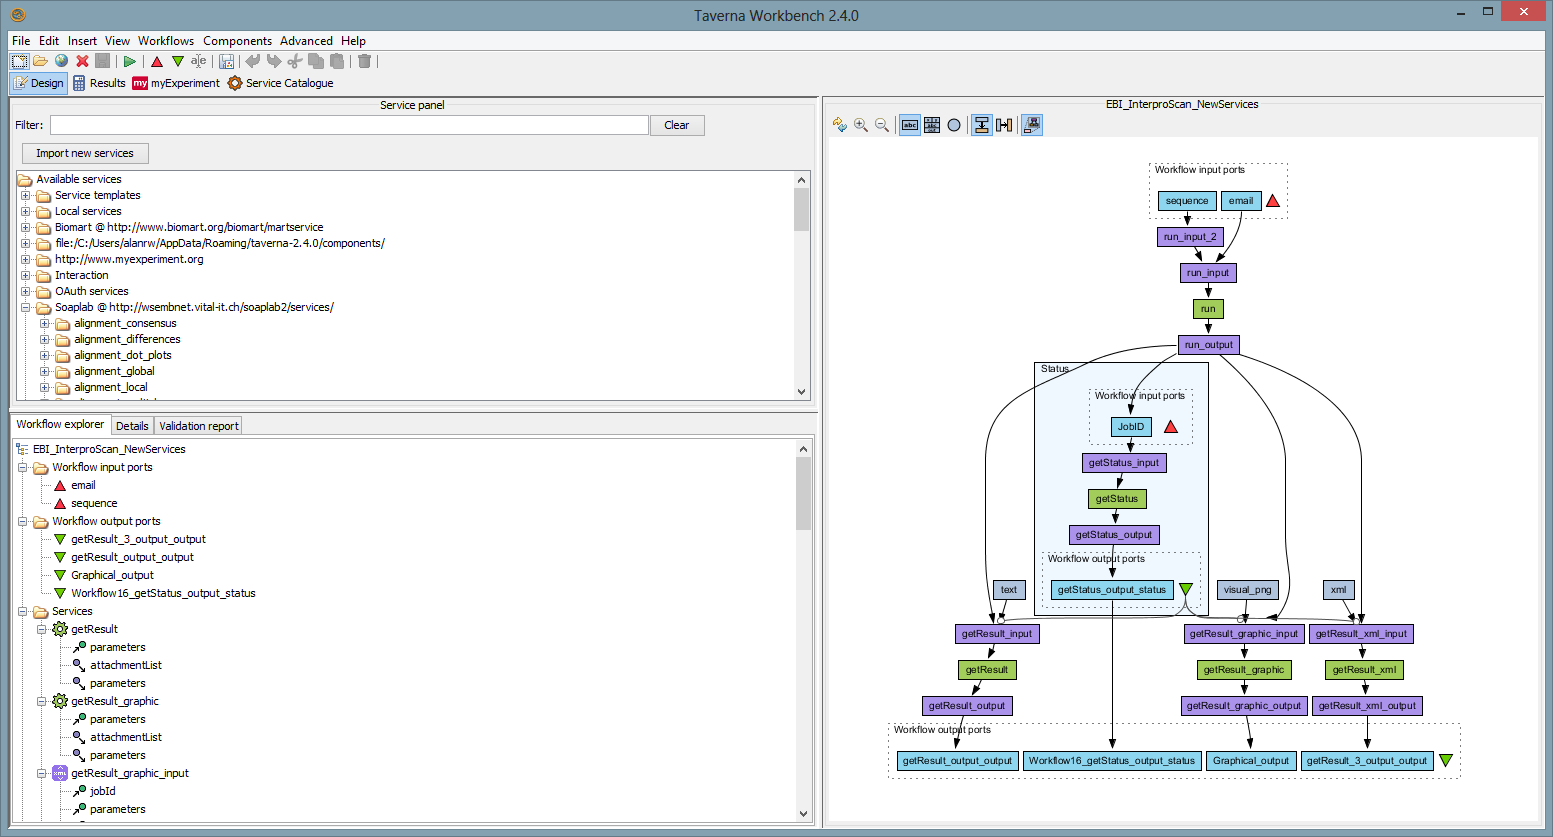 Taverna Workbench 2.4.0
File Edit Insert View Workflows Components Advanced Help
Design Results my myExperiment Service Catalogue
Service panel
Filter: Clear
Import new services
Available services
Service templates
Local services
Biomart @ http://www.biomart.org/biomart/martservice
file:/C:/Users/alanrw/AppData/Roaming/taverna-2.4.0/components/
http://www.myexperiment.org
Interaction
OAuth services
Soaplab @ http://wsembnet.vital-it.ch/soaplab2/services/
alignment_consensus
alignment_differences
alignment_dot_plots
alignment_global
alignment_local
Workflow explorer Details Validation report
EBI_InterproScan_NewServices
Workflow input ports
email
sequence
Workflow output ports
getResult_3_output_output
getResult_output_output
Graphical_output
Workflow16_getStatus_output_status
Services
getResult
parameters
attachmentList
parameters
getResult_graphic
parameters
attachmentList
parameters
XML getResult_graphic_input
jobId
parameters
EBI_InterproScan_NewServices
Workflow input ports
sequence email
run_input_2
run_input
run
run_output
Status
Workflow input ports
JobID
getStatus_input
getStatus
getStatus_output
Workflow output ports
text getStatus_output_status visual_png xml
getResult_input getResult_graphic_input getResult_xml_input
getResult getResult_graphic getResult_xml
getResult_output getResult_graphic_output getResult_xml_output
Workflow output ports
getResult_output_output Workflow16_getStatus_output_status Graphical_output getResult_3_output_output